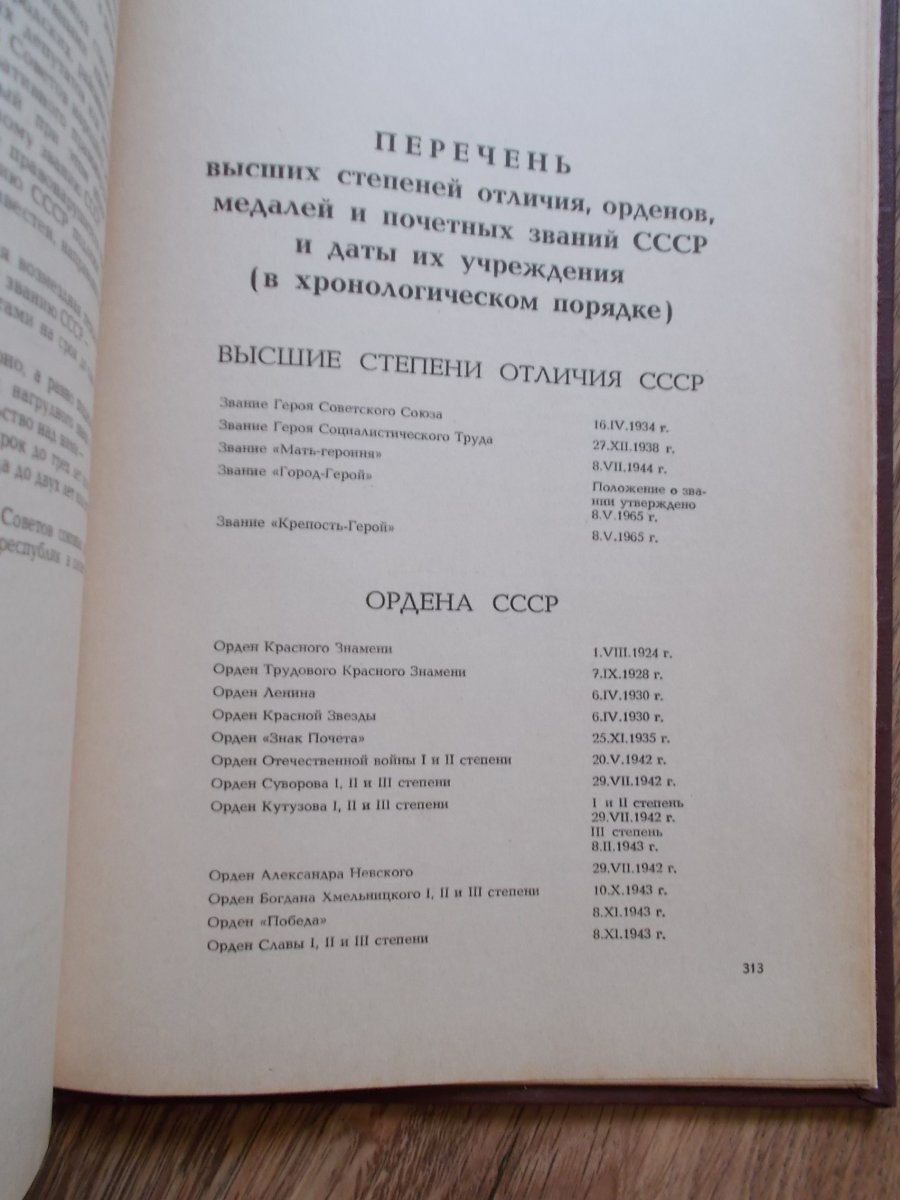 ПЕРЕЧЕНЬ
высших степеней отличия, орденов,
медалей и почетных званий СССР
и даты их учреждения
(в хронологическом порядке)
ВЫСШИЕ СТЕПЕНИ ОТЛИЧИЯ СССР
Звание Героя Советского Союза 16.IV.1934 г.
Звание Героя Социалистического Труда 27.XII.1938 г.
Звание «Мать-героиня» 8.VII.1944 г.
Звание «Город-Герой» Положение о зва-
нии утверждено
8.V.1965 г.
Звание «Крепость-Герой» 8.V.1965 г.
ОРДЕНА СССР
Орден Красного Знамени 1.VIII.1924 г.
Орден Трудового Красного Знамени 7.IX.1928 г.
Орден Ленина 6.IV.1930 г.
Орден Красной Звезды 6.IV.1930 г.
Орден «Знак Почета» 25.XI.1935 г.
Орден Отечественной войны I и II степени 20.V.1942 г.
Орден Суворова I, II и III степени 29.VII.1942 г.
Орден Кутузова I, II и III степени I и II степень
29.VII.1942 г.
III степень
8.II.1943 г.
Орден Александра Невского 29.VII.1942 г.
Орден Богдана Хмельницкого I, II и III степени 10.X.1943 г.
Орден «Победа» 8.XI.1943 г.
Орден Славы I, II и III степени 8.XI.1943 г.
313